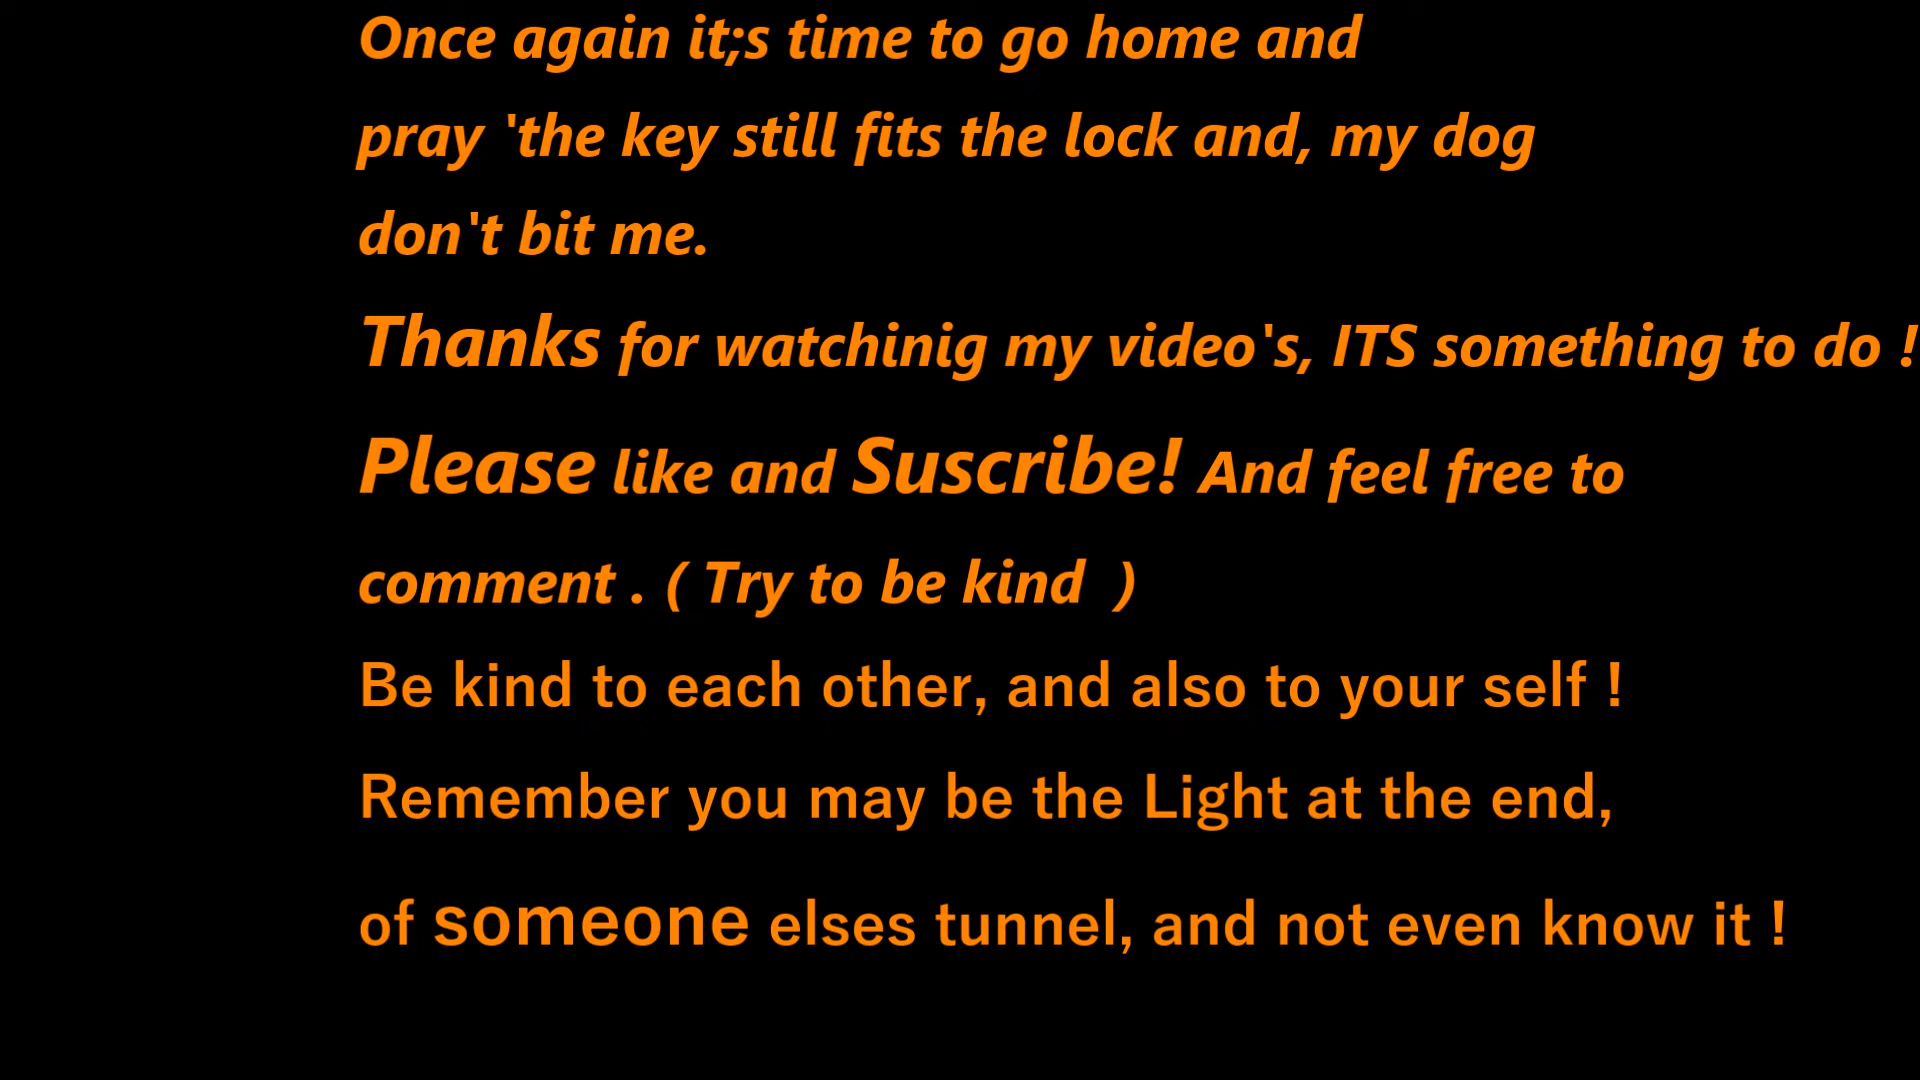 Once again it;s time to go home and
pray 'the key still fits the lock and, my dog
don't bit me.
Thanks for watchinig my video's, ITS something to do !
Please like and Suscribe! And feel free to
comment . ( Try to be kind  )
Be kind to each other, and also to your self !
Remember you may be the Light at the end,
of someone elses tunnel, and not even know it !